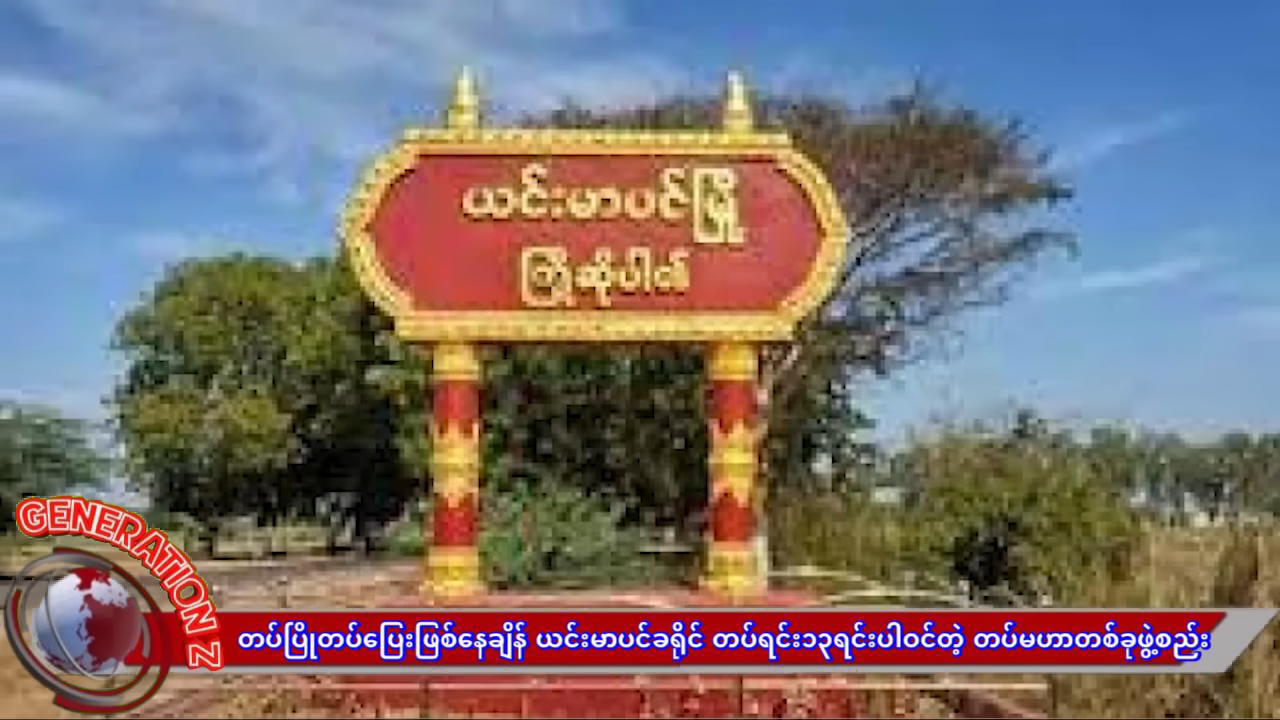 ယင်းမာပင်မြို့
ကြိုဆိုပါ၏
GENERATION Z
တပ်ပြိုတပ်ပြေးဖြစ်နေချိန် ယင်းမာပင်ခရိုင် တပ်ရင်း၁၃ရင်းပါဝင်တဲ့ တပ်မဟာတစ်ခုဖွဲ့စည်း